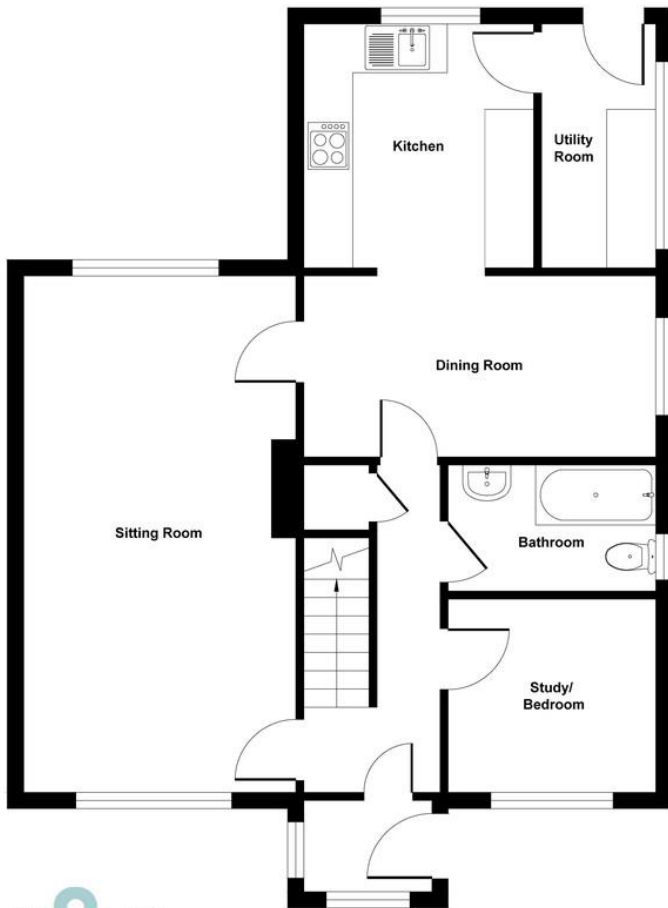 Kitchen
Utility
Room
Dining Room
Sitting Room
Bathroom
Study/
Bedroom